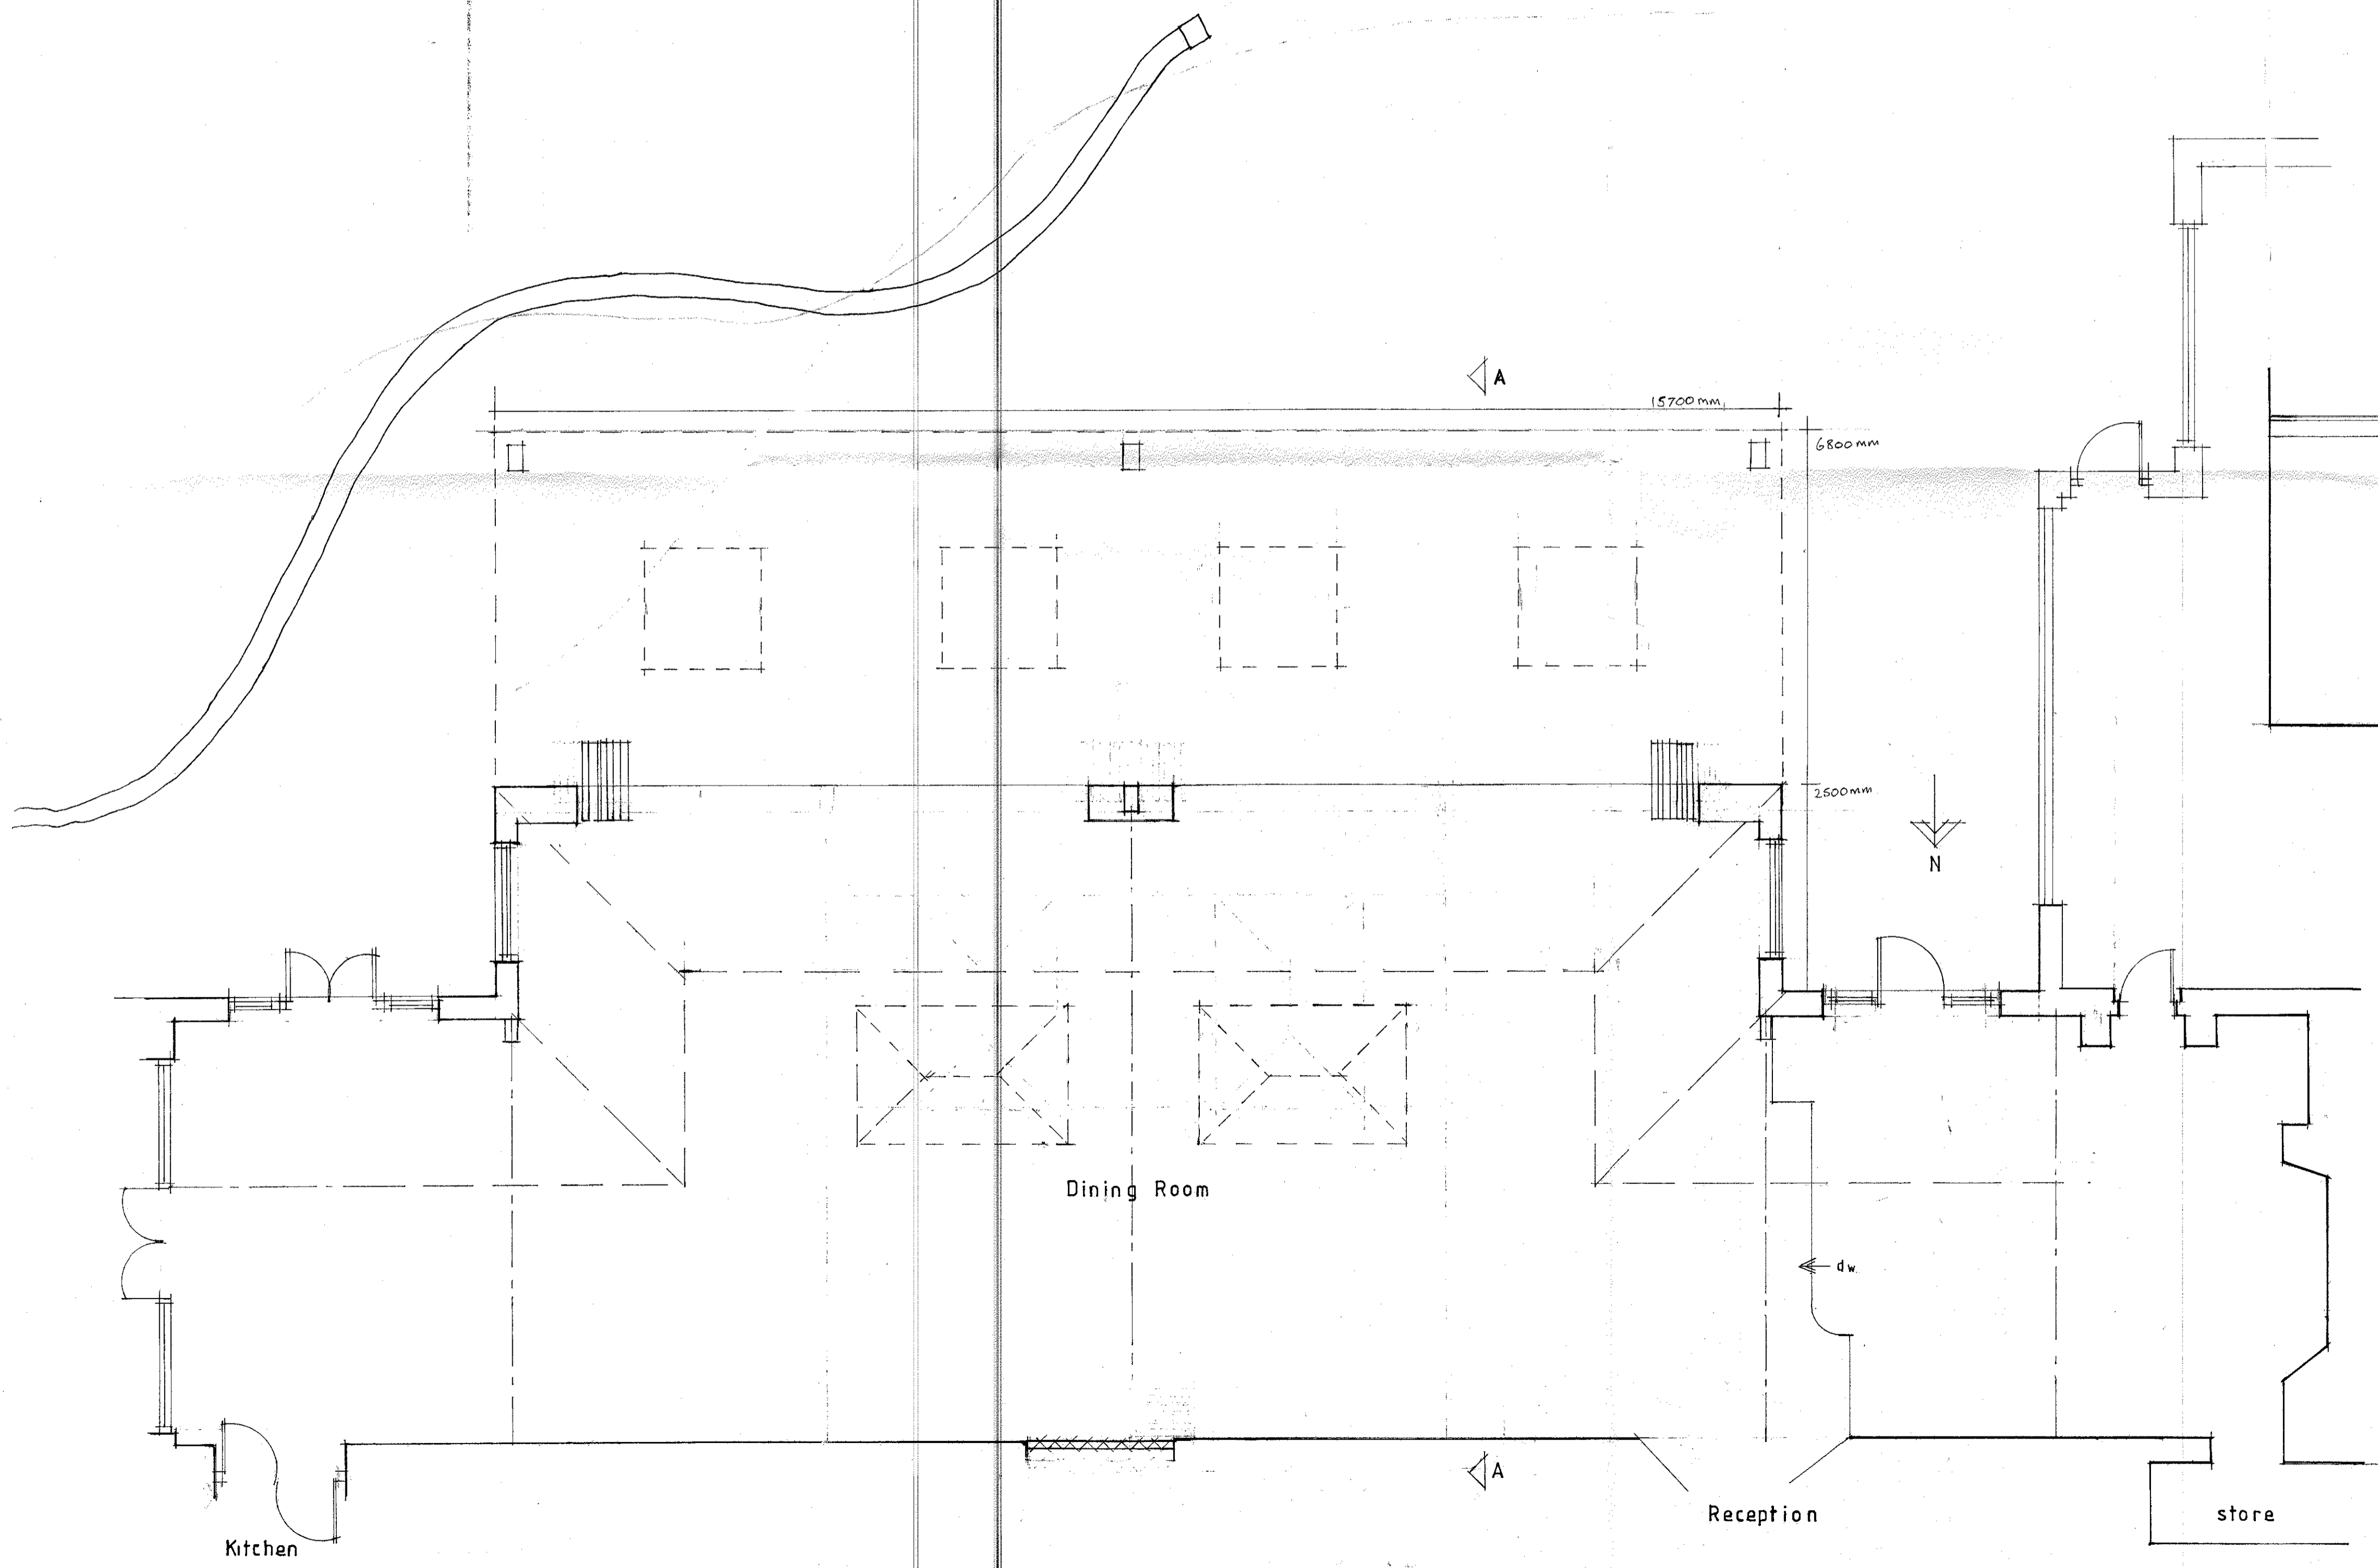 A
15700mm
6800mm
2500mm
N
Dining Room
dw
A
Reception
store
Kitchen